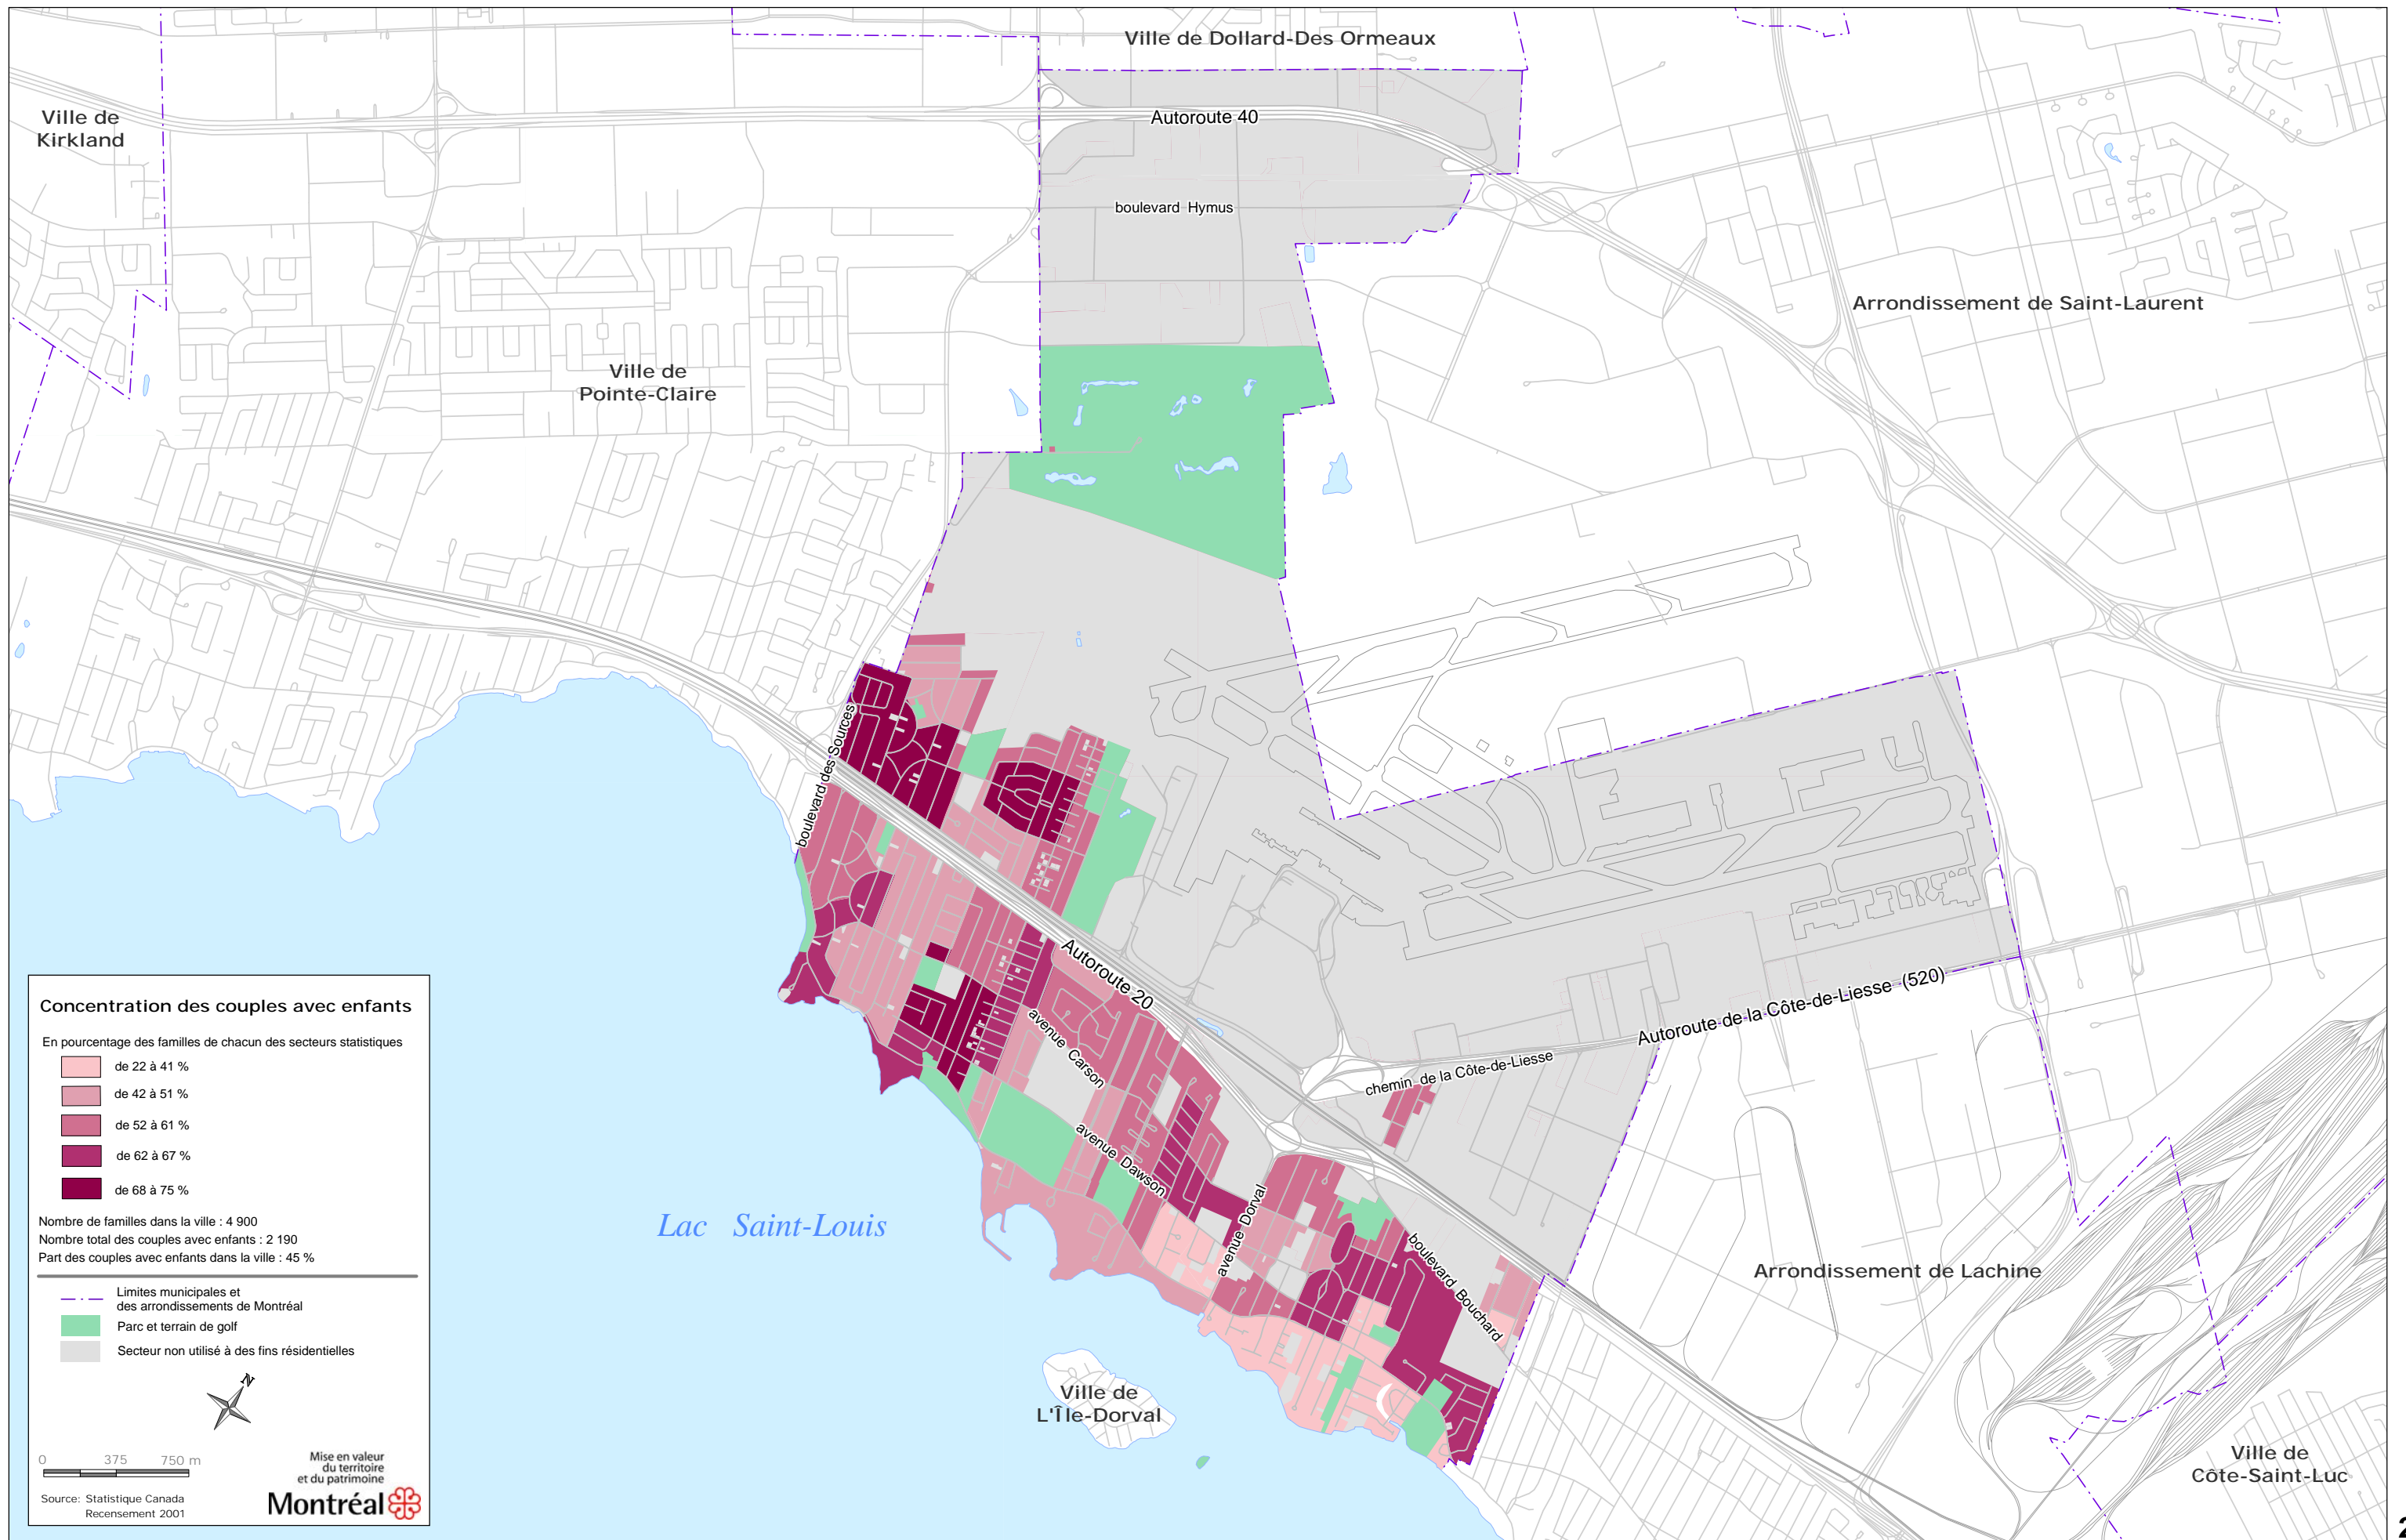 Ville de Dollard-Des Ormeaux
Ville de
Kirkland
Autoroute 40
boulevard Hymus
Arrondissement de Saint-Laurent
Ville de
Pointe-Claire
boulevard des Sources
Autoroute 20
avenue Carson
Autoroute de la Côte-de-Liesse (520)
chemin de la Côte-de-Liesse
avenue Dawson
avenue Dorval
boulevard Bouchard
Lac Saint-Louis
Arrondissement de Lachine
Ville de
L'Île-Dorval
Ville de
Côte-Saint-Luc
Concentration des couples avec enfants
En pourcentage des familles de chacun des secteurs statistiques
de 22 à 41 %
de 42 à 51 %
de 52 à 61 %
de 62 à 67 %
de 68 à 75 %
Nombre de familles dans la ville : 4 900
Nombre total des couples avec enfants : 2 190
Part des couples avec enfants dans la ville : 45 %
Limites municipales et
des arrondissements de Montréal
Parc et terrain de golf
Secteur non utilisé à des fins résidentielles
N
0 375 750 m
Mise en valeur
du territoire
et du patrimoine
Montréal
Source: Statistique Canada
Recensement 2001